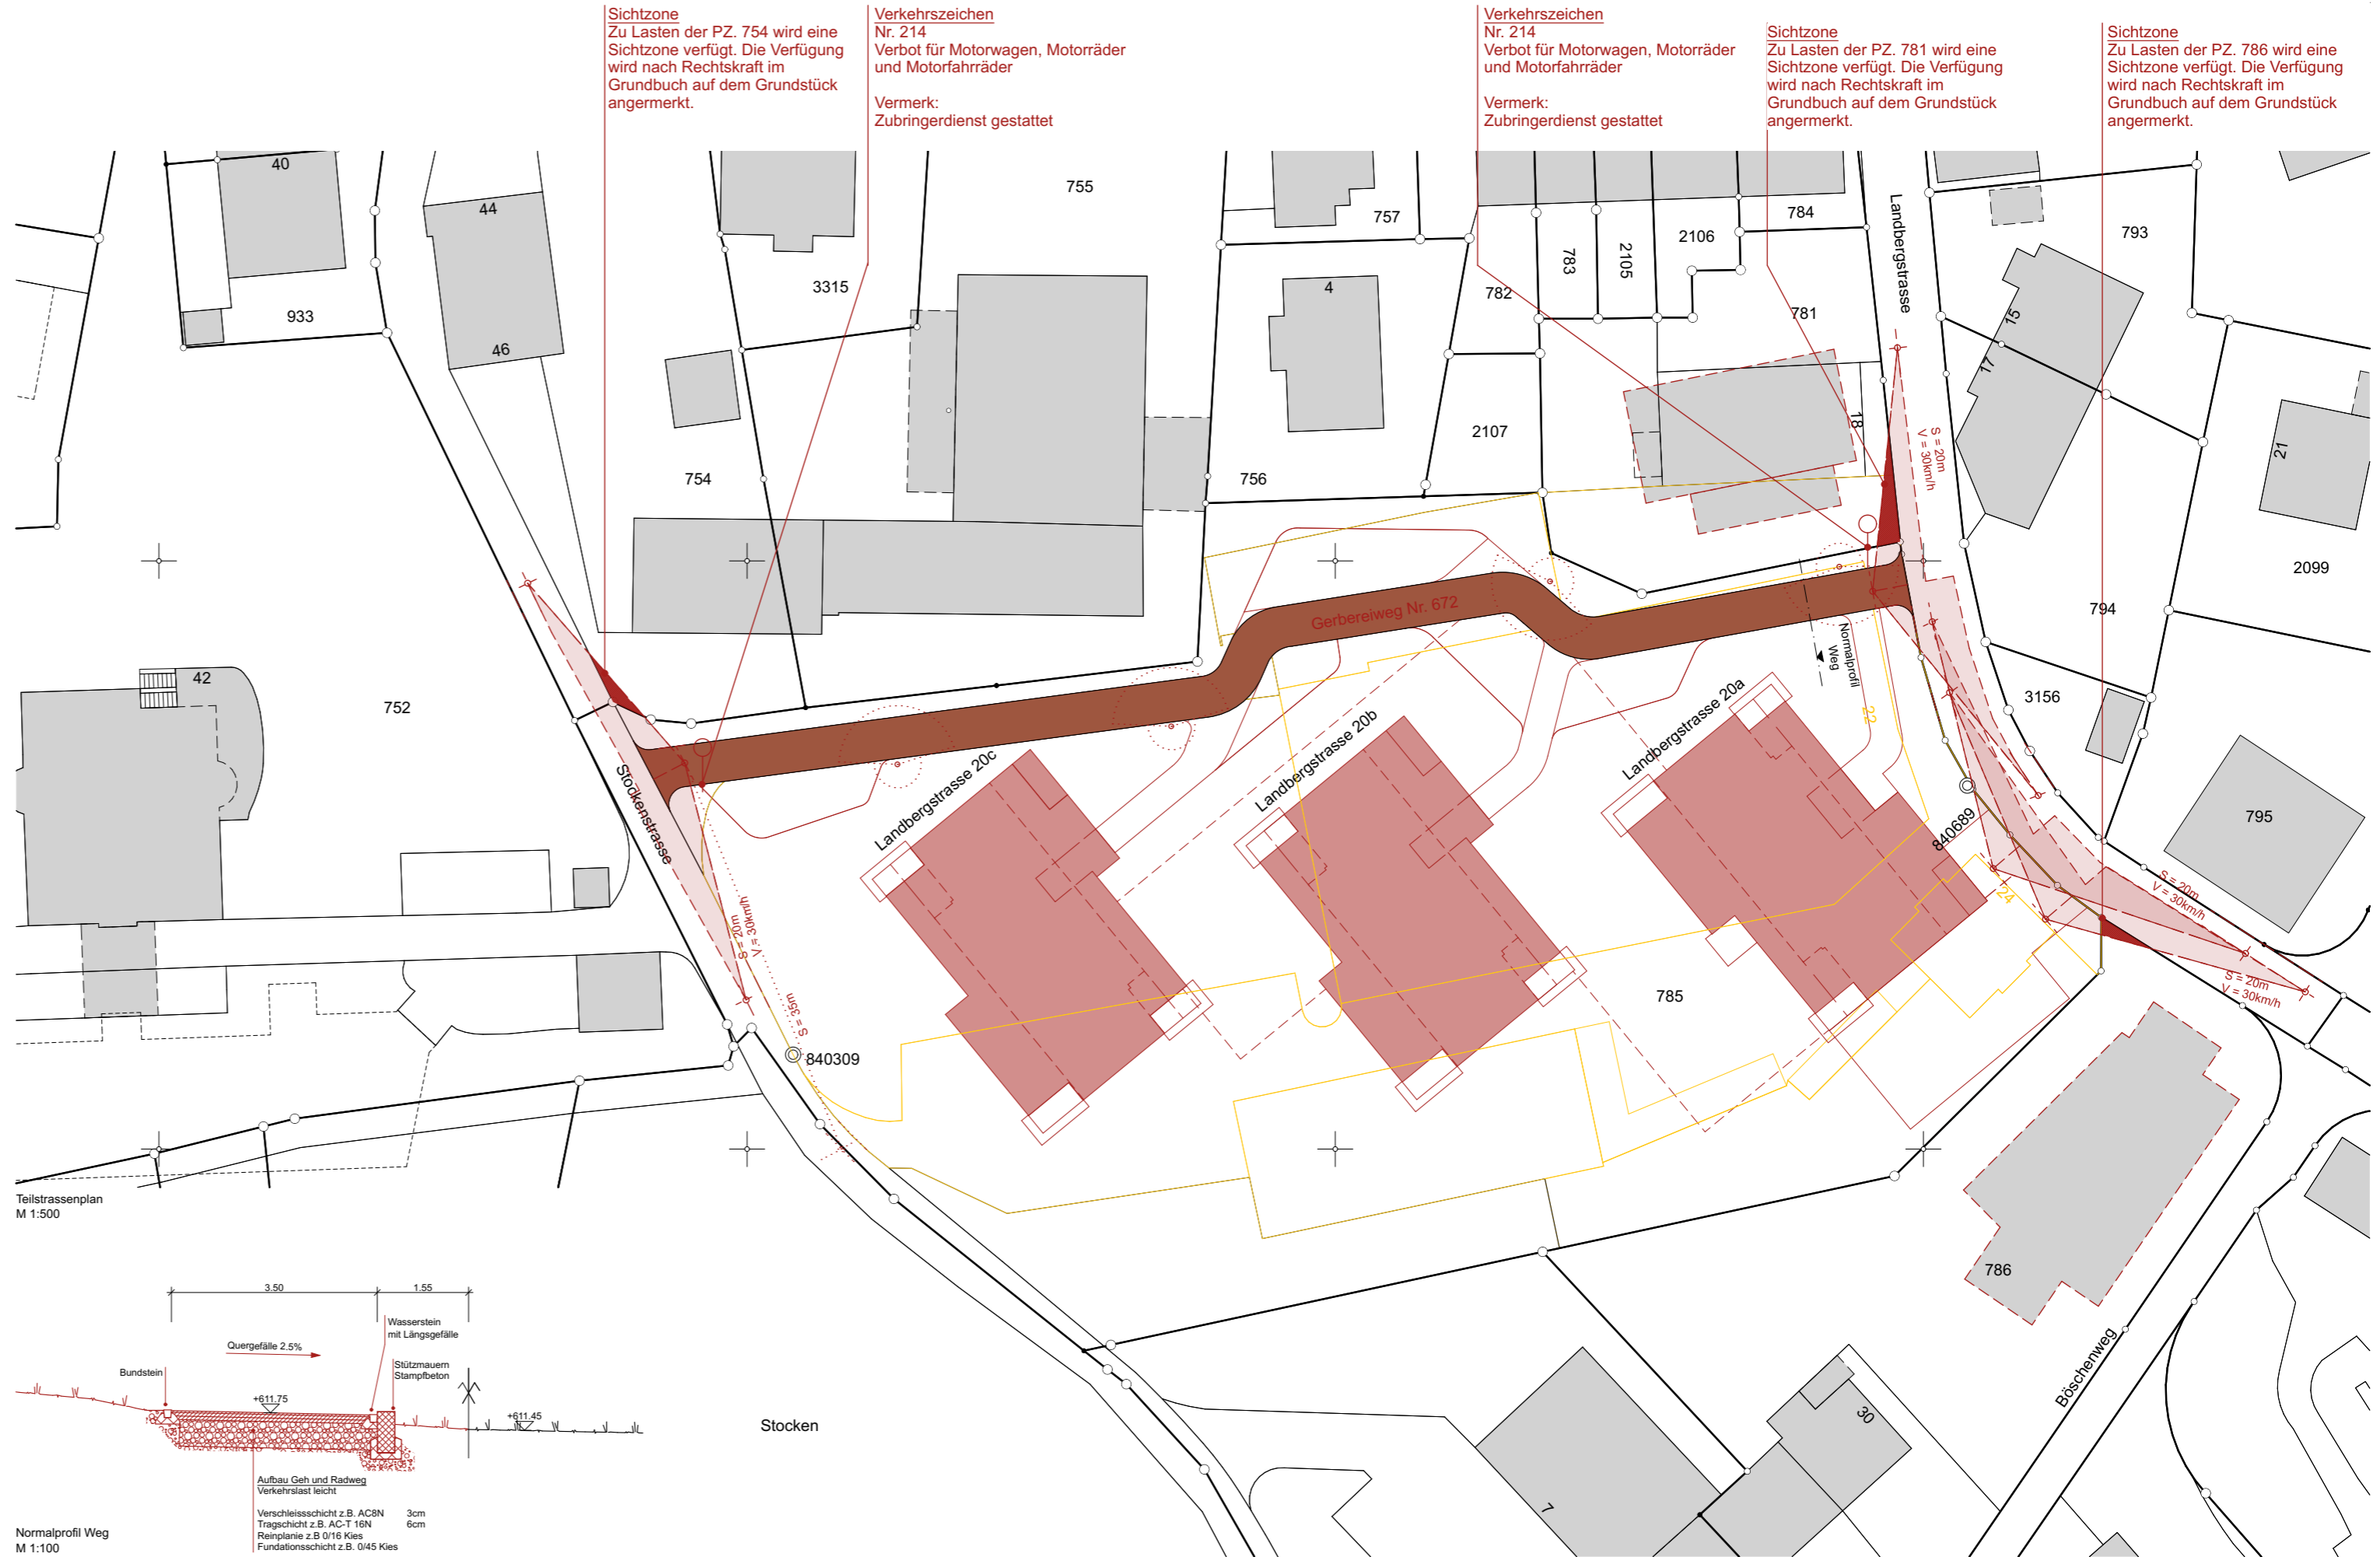 Sichtzone
Zu Lasten der PZ. 754 wird eine
Sichtzone verfügt. Die Verfügung
wird nach Rechtskraft im
Grundbuch auf dem Grundstück
angermerkt.
Verkehrszeichen
Nr. 214
Verbot für Motorwagen, Motorräder
und Motorfahrräder
Vermerk:
Zubringerdienst gestattet
Verkehrszeichen
Nr. 214
Verbot für Motorwagen, Motorräder
und Motorfahrräder
Vermerk:
Zubringerdienst gestattet
Sichtzone
Zu Lasten der PZ. 781 wird eine
Sichtzone verfügt. Die Verfügung
wird nach Rechtskraft im
Grundbuch auf dem Grundstück
angermerkt.
Sichtzone
Zu Lasten der PZ. 786 wird eine
Sichtzone verfügt. Die Verfügung
wird nach Rechtskraft im
Grundbuch auf dem Grundstück
angermerkt.
40
44
755
757
783
2105
2106
784
Landbergstrasse
793
933
46
3315
4
782
781
15
17
754
756
2107
18
S = 20m
V = 30km/h
21
2099
794
Gerbereiweg Nr. 672
Normalprofil
Weg
42
752
Stockenstrasse
Landbergstrasse 20c
Landbergstrasse 20b
Landbergstrasse 20a
22
3156
840689
795
24
S = 20m
V = 30km/h
S = 20m
V = 30km/h
S = 20m
V = 30km/h
S = 35m
840309
785
786
Böschenweg
30
7
Stocken
Teilstrassenplan
M 1:500
3.50
1.55
Wasserstein
mit Längsgefälle
Quergefälle 2.5%
Bundstein
Stützmauern
Stampfbeton
+611.75
+611.45
Aufbau Geh und Radweg
Verkehrslast leicht
Verschleissschicht z.B. AC8N 3cm
Tragschicht z.B. AC-T 16N 6cm
Reinplanie z.B 0/16 Kies
Fundationsschicht z.B. 0/45 Kies
Normalprofil Weg
M 1:100